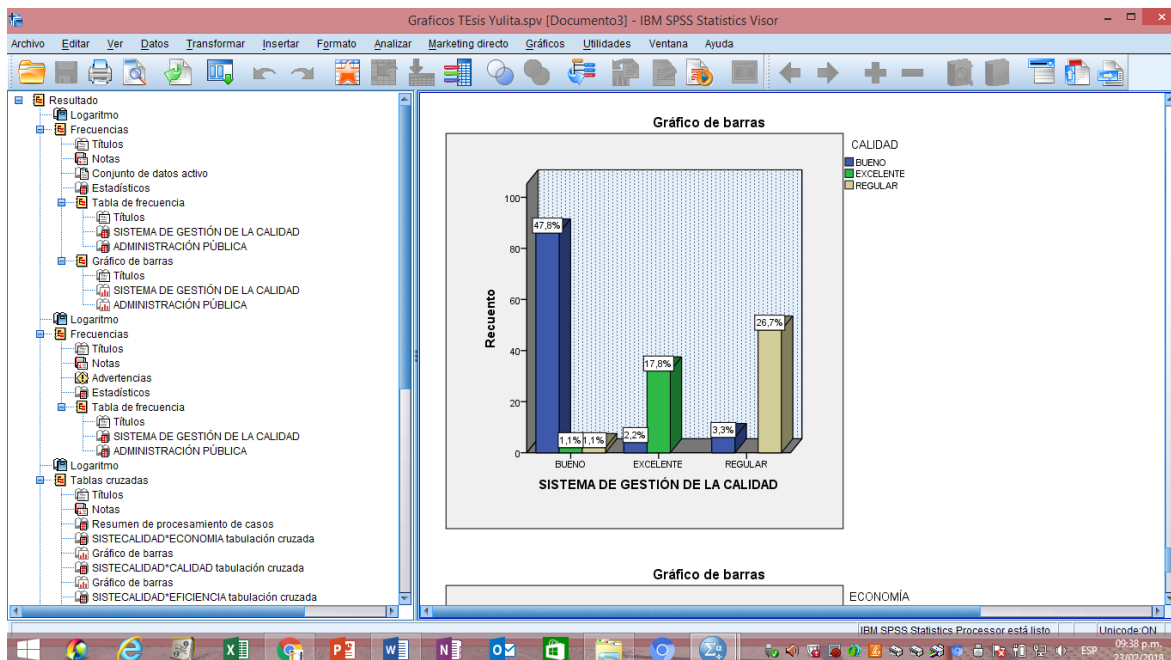 Graficos TEsis Yulita.spv [Documento3] - IBM SPSS Statistics Visor
Archivo Editar Ver Datos Transformar Insertar Formato Analizar Marketing directo Gráficos Utilidades Ventana Ayuda
Resultado
Logaritmo
Frecuencias
Títulos
Notas
Conjunto de datos activo
Estadísticos
Tabla de frecuencia
Títulos
SISTEMA DE GESTIÓN DE LA CALIDAD
ADMINISTRACIÓN PÚBLICA
Gráfico de barras
Títulos
SISTEMA DE GESTIÓN DE LA CALIDAD
ADMINISTRACIÓN PÚBLICA
Logaritmo
Frecuencias
Títulos
Notas
Advertencias
Estadísticos
Tabla de frecuencia
Títulos
SISTEMA DE GESTIÓN DE LA CALIDAD
ADMINISTRACIÓN PÚBLICA
Logaritmo
Tablas cruzadas
Títulos
Notas
Resumen de procesamiento de casos
SISTECALIDAD*ECONOMIA tabulación cruzada
Gráfico de barras
SISTECALIDAD*CALIDAD tabulación cruzada
Gráfico de barras
SISTECALIDAD*EFICIENCIA tabulación cruzada
Gráfico de barras
CALIDAD
BUENO
EXCELENTE
REGULAR
100
80
60
40
20
0
Recuento
47,8%
1,1% 1,1%
2,2%
17,8%
3,3%
26,7%
BUENO EXCELENTE REGULAR
SISTEMA DE GESTIÓN DE LA CALIDAD
Gráfico de barras
ECONOMÍA
IBM SPSS Statistics Processor está listo Unicode:ON
ESP
09:38 p.m.
23/02/2018